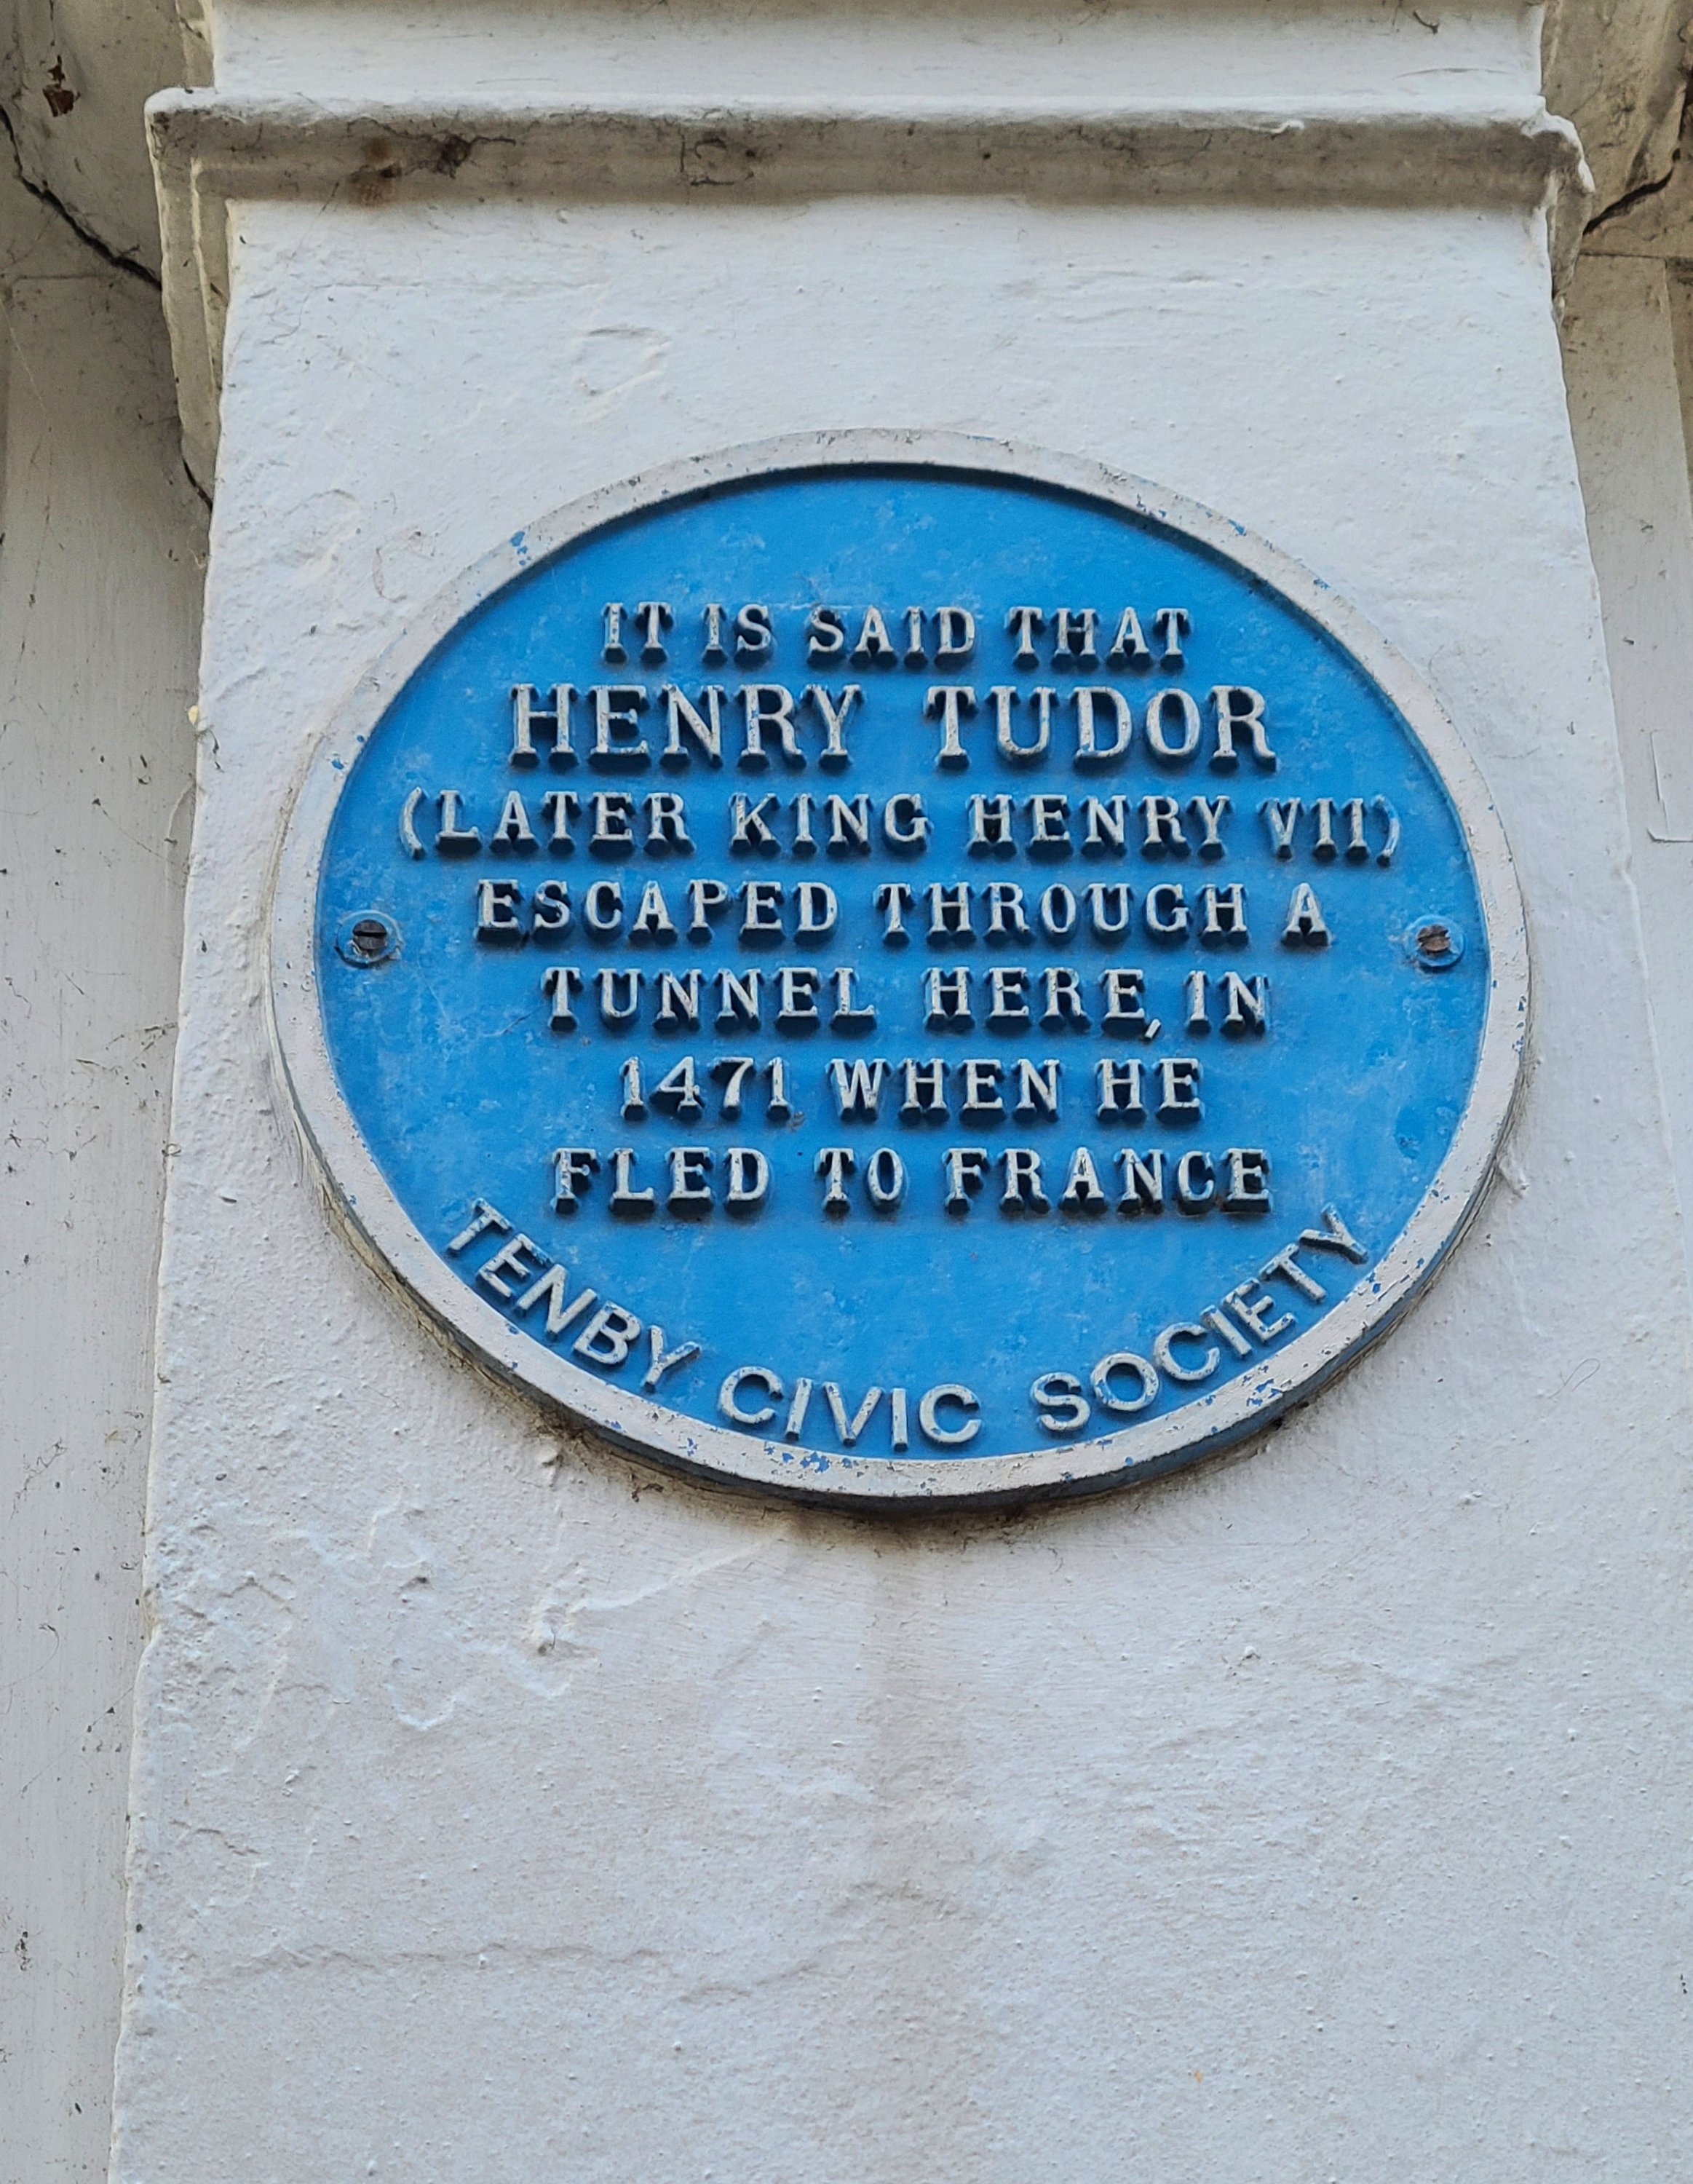 IT IS SAID THAT
HENRY TUDOR
(LATER KING HENRY VII)
ESCAPED THROUGH A
TUNNEL HERE, IN
1471 WHEN HE
FLED TO FRANCE
TENBY CIVIC SOCIETY